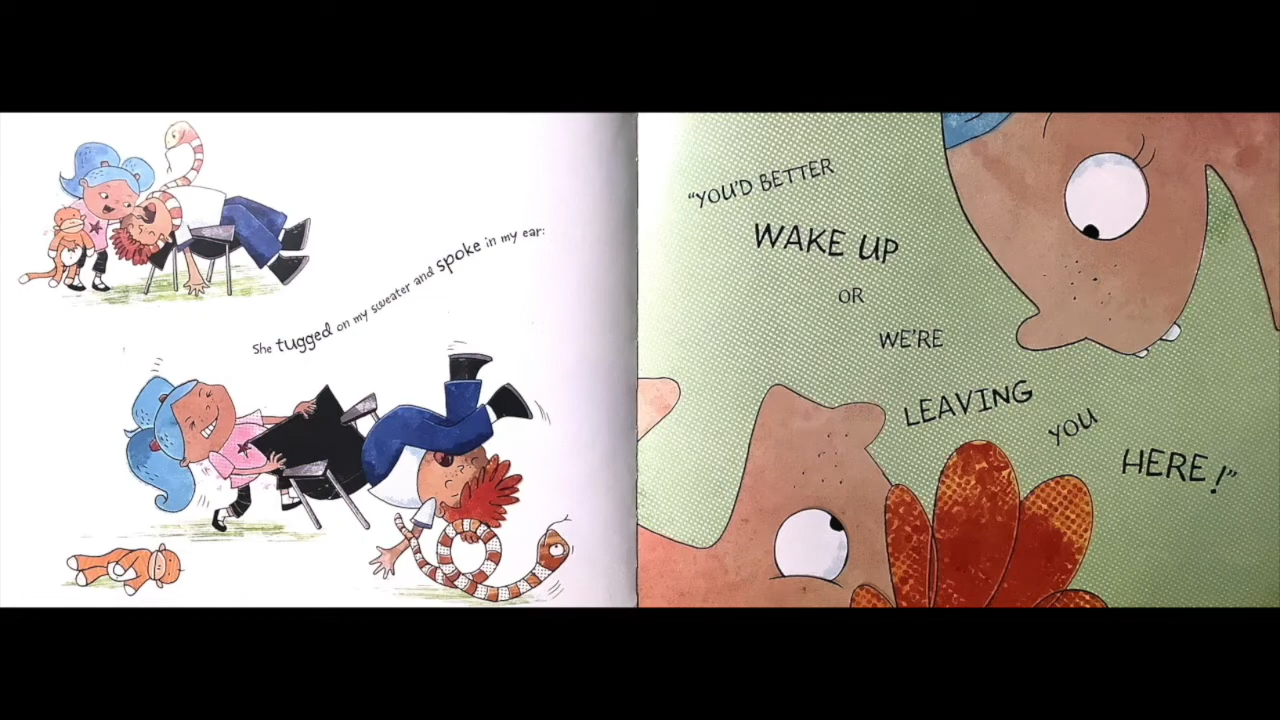 She tugged on my sweater and spoke in my ear:
"YOU'D BETTER
WAKE UP
OR
WE'RE
LEAVING
YOU
HERE!"